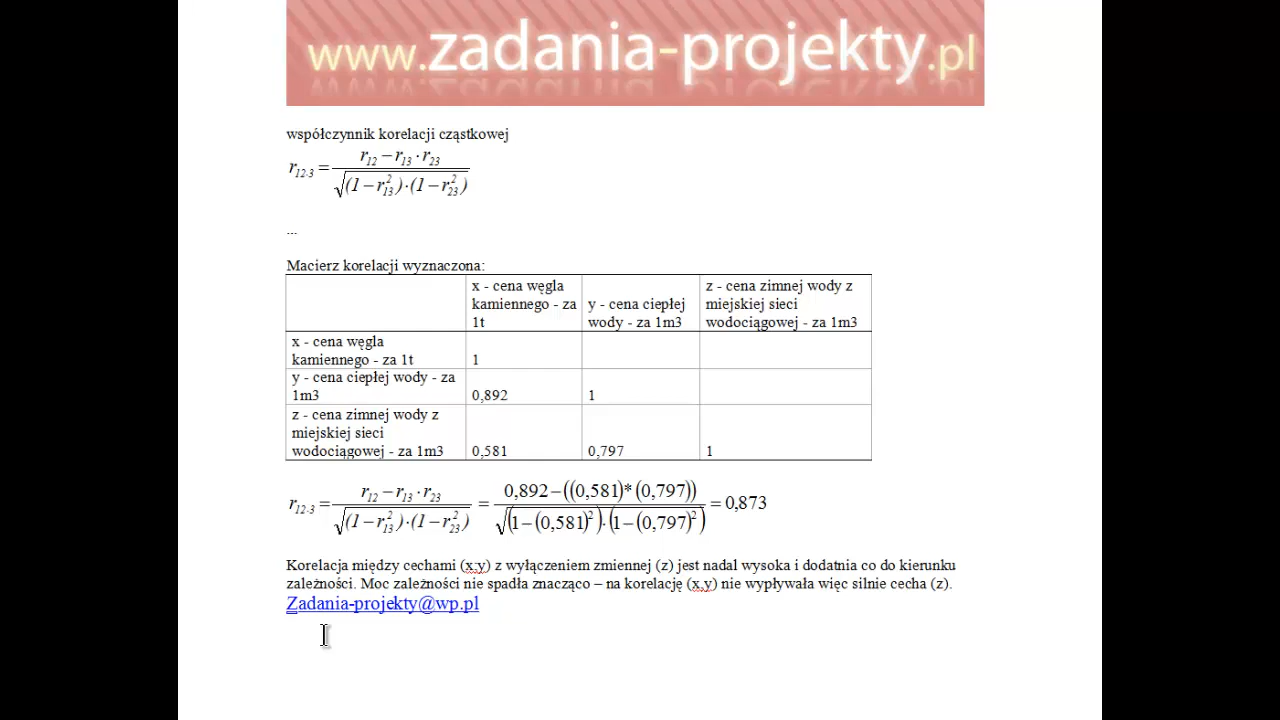 www.zadania-projekty.pl
współczynnik korelacji cząstkowej
r₁₂.₃ = (r₁₂ − r₁₃ · r₂₃) / √((1 − r₁₃²) · (1 − r₂₃²))
...
Macierz korelacji wyznaczona:
x - cena węgla
kamiennego - za
1t
y - cena ciepłej
wody - za 1m3
z - cena zimnej wody z
miejskiej sieci
wodociągowej - za 1m3
x - cena węgla
kamiennego - za 1t
1
y - cena ciepłej wody - za
1m3
0,892
1
z - cena zimnej wody z
miejskiej sieci
wodociągowej - za 1m3
0,581
0,797
1
r₁₂.₃ = (r₁₂ − r₁₃ · r₂₃) / √((1 − r₁₃²) · (1 − r₂₃²)) = (0,892 − ((0,581) * (0,797))) / √((1 − (0,581)²) · (1 − (0,797)²)) = 0,873
Korelacja między cechami (x:y) z wyłączeniem zmiennej (z) jest nadal wysoka i dodatnia co do kierunku
zależności. Moc zależności nie spadła znacząco – na korelację (x,y) nie wypływała więc silnie cecha (z).
Zadania-projekty@wp.pl